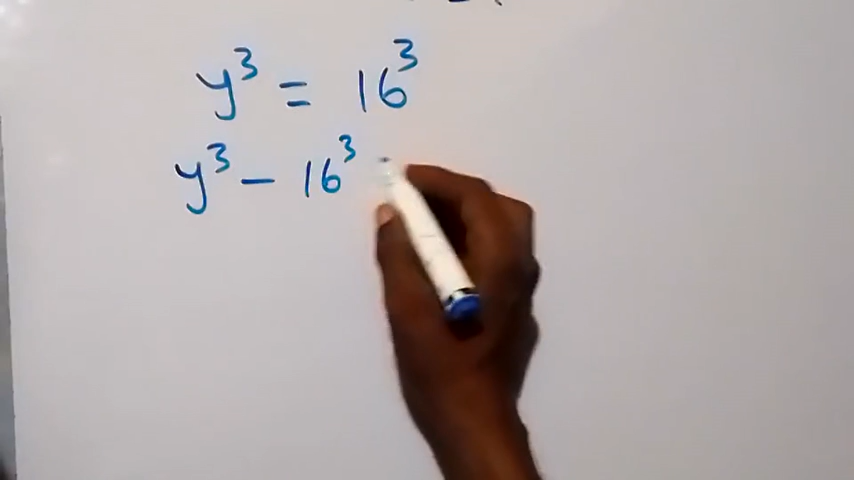 y³ = 16³
y³ - 16³